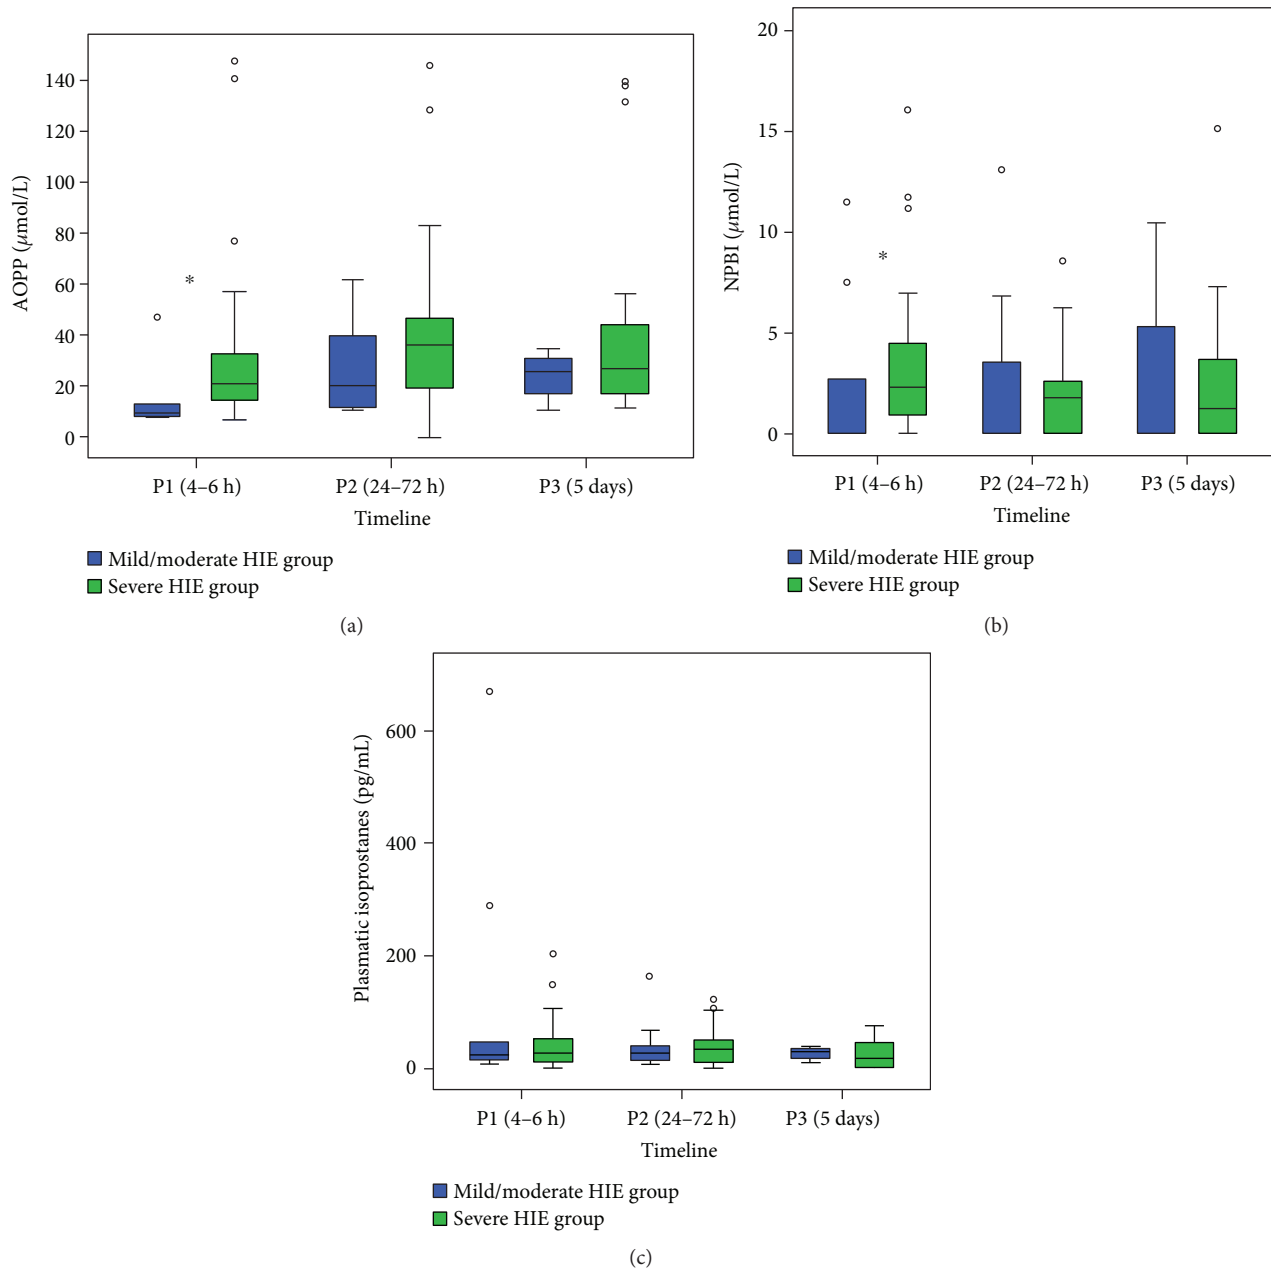 AOPP (μmol/L)
140
120
100
80
60
40
20
0
*
P1 (4–6 h)
P2 (24–72 h)
P3 (5 days)
Timeline
Mild/moderate HIE group
Severe HIE group
(a)
NPBI (μmol/L)
20
15
10
5
0
*
P1 (4–6 h)
P2 (24–72 h)
P3 (5 days)
Timeline
Mild/moderate HIE group
Severe HIE group
(b)
Plasmatic isoprostanes (pg/mL)
600
400
200
0
P1 (4–6 h)
P2 (24–72 h)
P3 (5 days)
Timeline
Mild/moderate HIE group
Severe HIE group
(c)